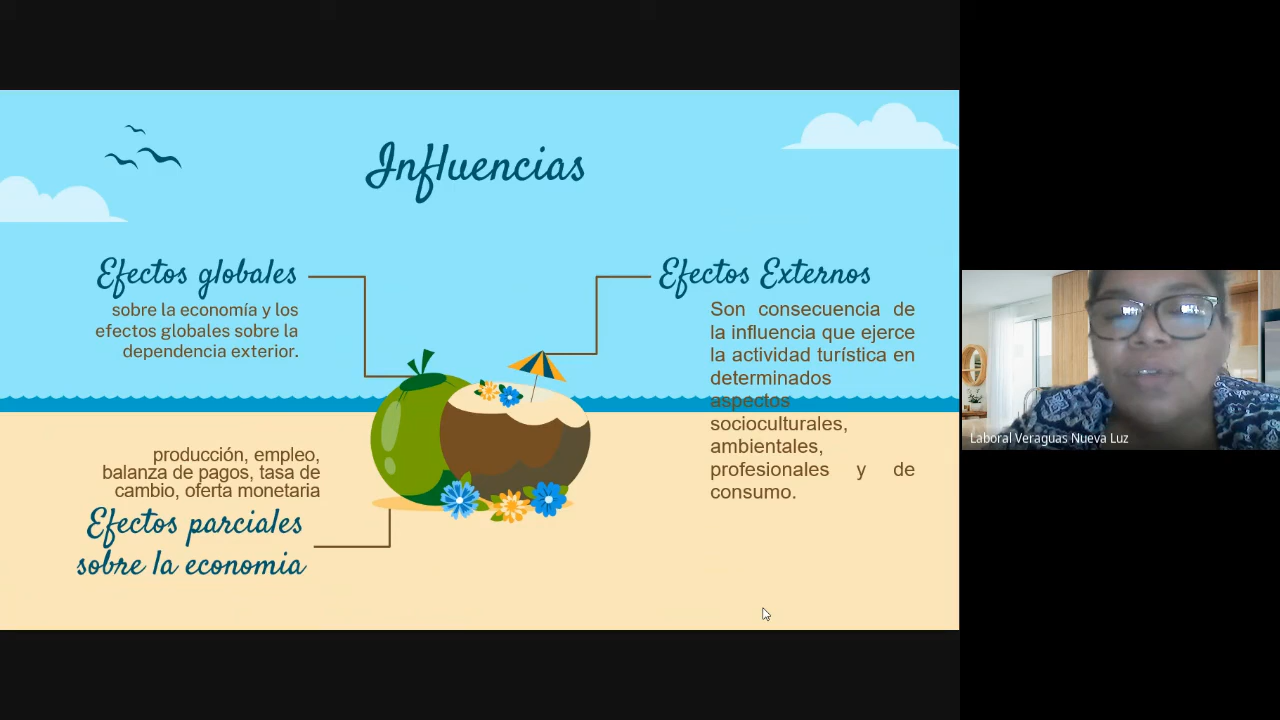 Influencias
Efectos globales
sobre la economía y los
efectos globales sobre la
dependencia exterior.
Efectos Externos
Son consecuencia de
la influencia que ejerce
la actividad turística en
determinados
aspectos
socioculturales,
ambientales,
profesionales y de
consumo.
producción, empleo,
balanza de pagos, tasa de
cambio, oferta monetaria
Efectos parciales
sobre la economia
Laboral Veraguas Nueva Luz